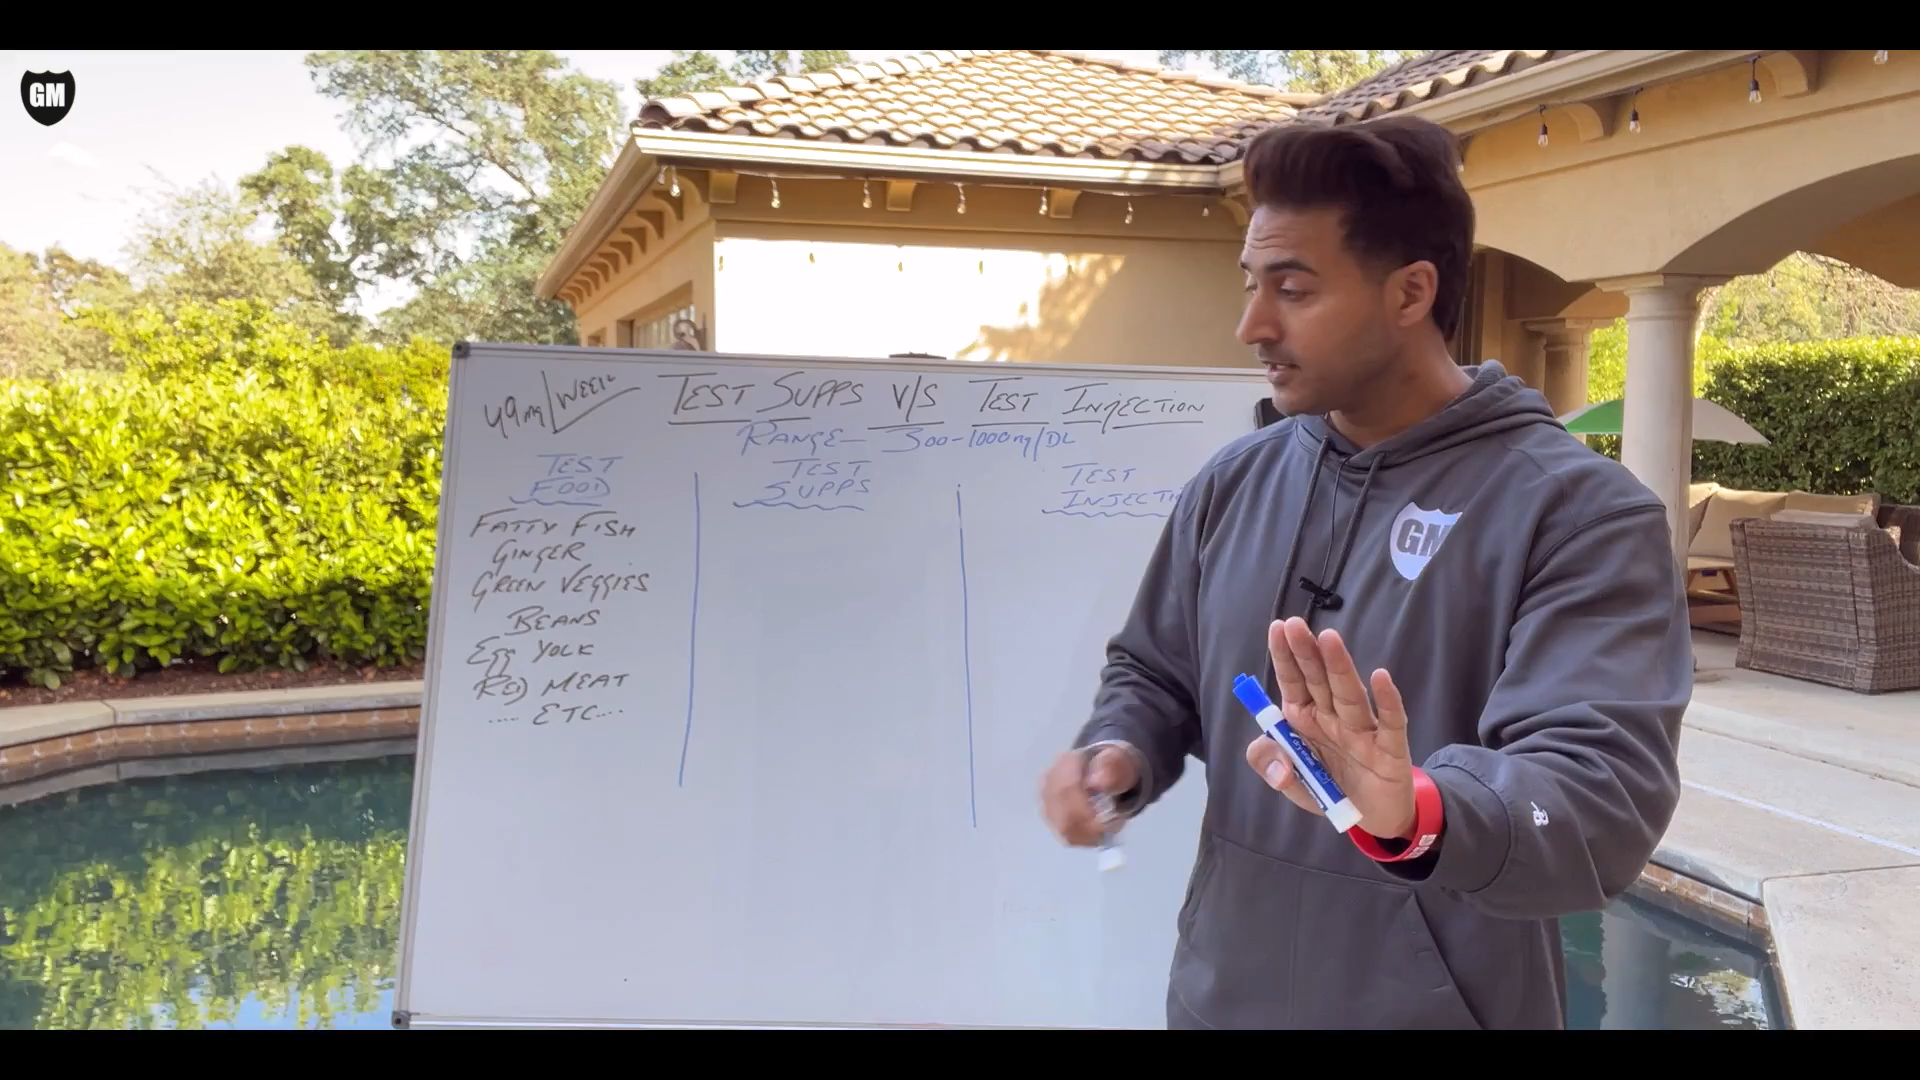 GM
49mg/WEEK
TEST SUPPS V/S TEST INJECTION
RANGE- 300-1000ng/DL
TEST
FOOD
FATTY FISH
GINGER
GREEN VEGGIES
BEANS
Egg YOLK
RED MEAT
.... ETC....
TEST
SUPPS
TEST
INJECTI
GM